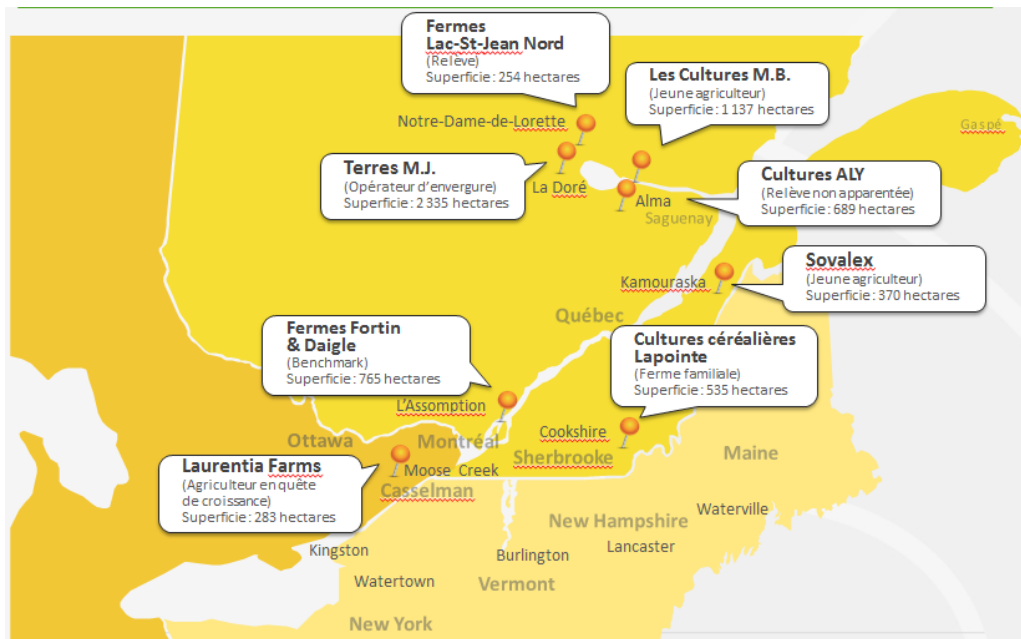 Fermes
Lac-St-Jean Nord
(Relève)
Superficie : 254 hectares
Les Cultures M.B.
(Jeune agriculteur)
Superficie : 1 137 hectares
Notre-Dame-de-Lorette
Gaspé
Terres M.J.
(Opérateur d'envergure)
Superficie : 2 335 hectares
La Doré
Alma
Saguenay
Cultures ALY
(Relève non apparentée)
Superficie : 689 hectares
Kamouraska
Sovalex
(Jeune agriculteur)
Superficie : 370 hectares
Québec
Fermes Fortin
& Daigle
(Benchmark)
Superficie : 765 hectares
Cultures céréalières
Lapointe
(Ferme familiale)
Superficie : 535 hectares
L'Assomption
Cookshire
Ottawa
Montréal
Sherbrooke
Maine
Laurentia Farms
(Agriculteur en quête
de croissance)
Superficie : 283 hectares
Moose Creek
Casselman
Waterville
New Hampshire
Lancaster
Kingston
Burlington
Watertown
Vermont
New York